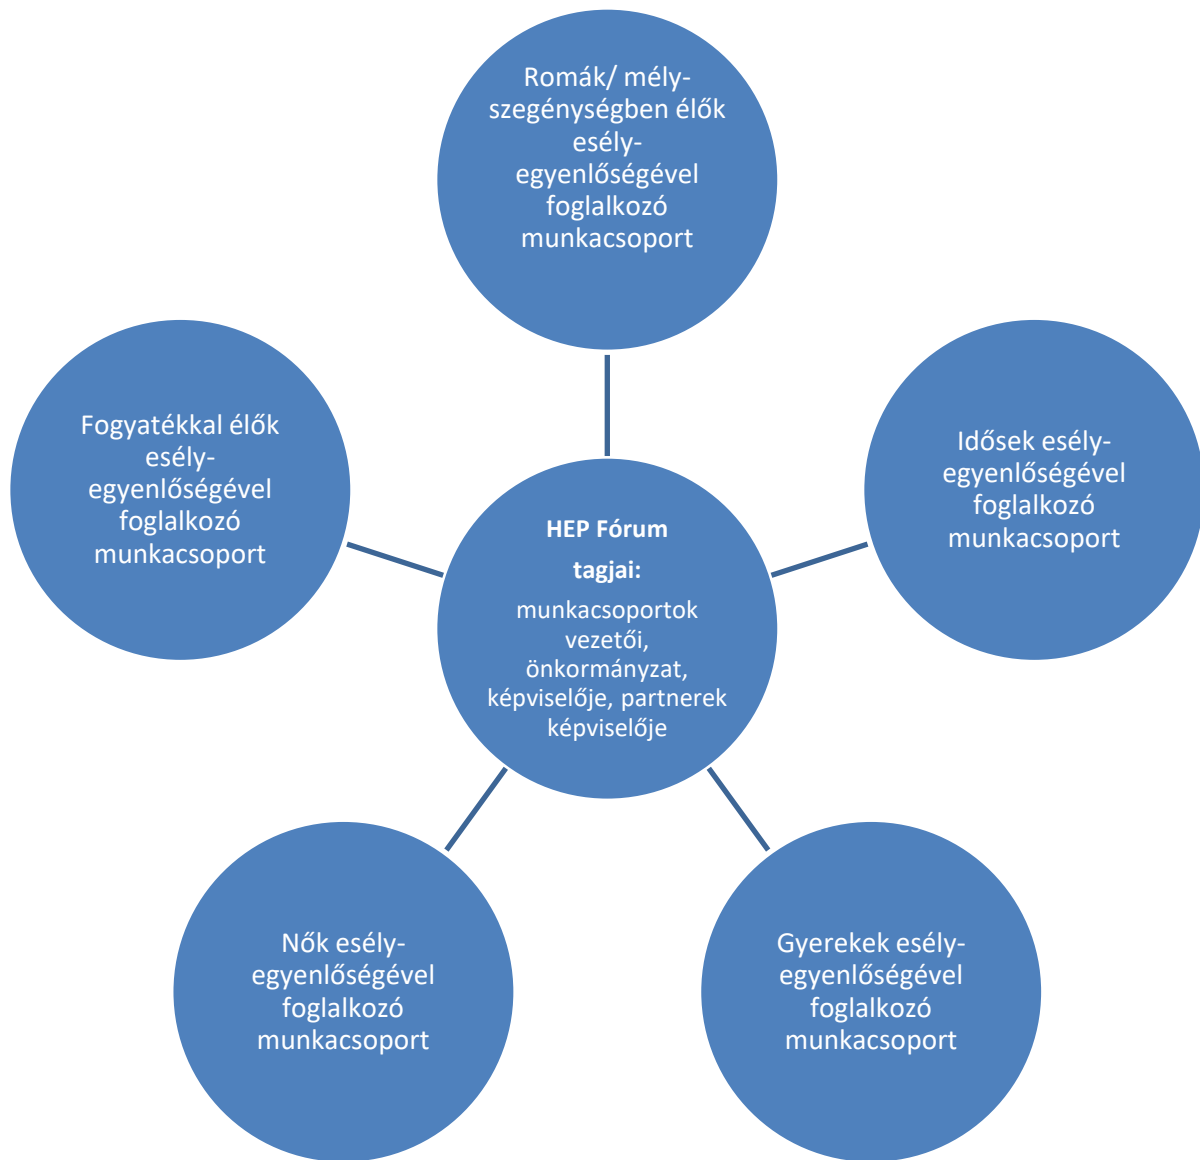 Romák/ mély-
szegénységben élők
esély-
egyenlőségével
foglalkozó
munkacsoport
Fogyatékkal élők
esély-
egyenlőségével
foglalkozó
munkacsoport
Idősek esély-
egyenlőségével
foglalkozó
munkacsoport
HEP Fórum
tagjai:
munkacsoportok
vezetői,
önkormányzat,
képviselője, partnerek
képviselője
Nők esély-
egyenlőségével
foglalkozó
munkacsoport
Gyerekek esély-
egyenlőségével
foglalkozó
munkacsoport